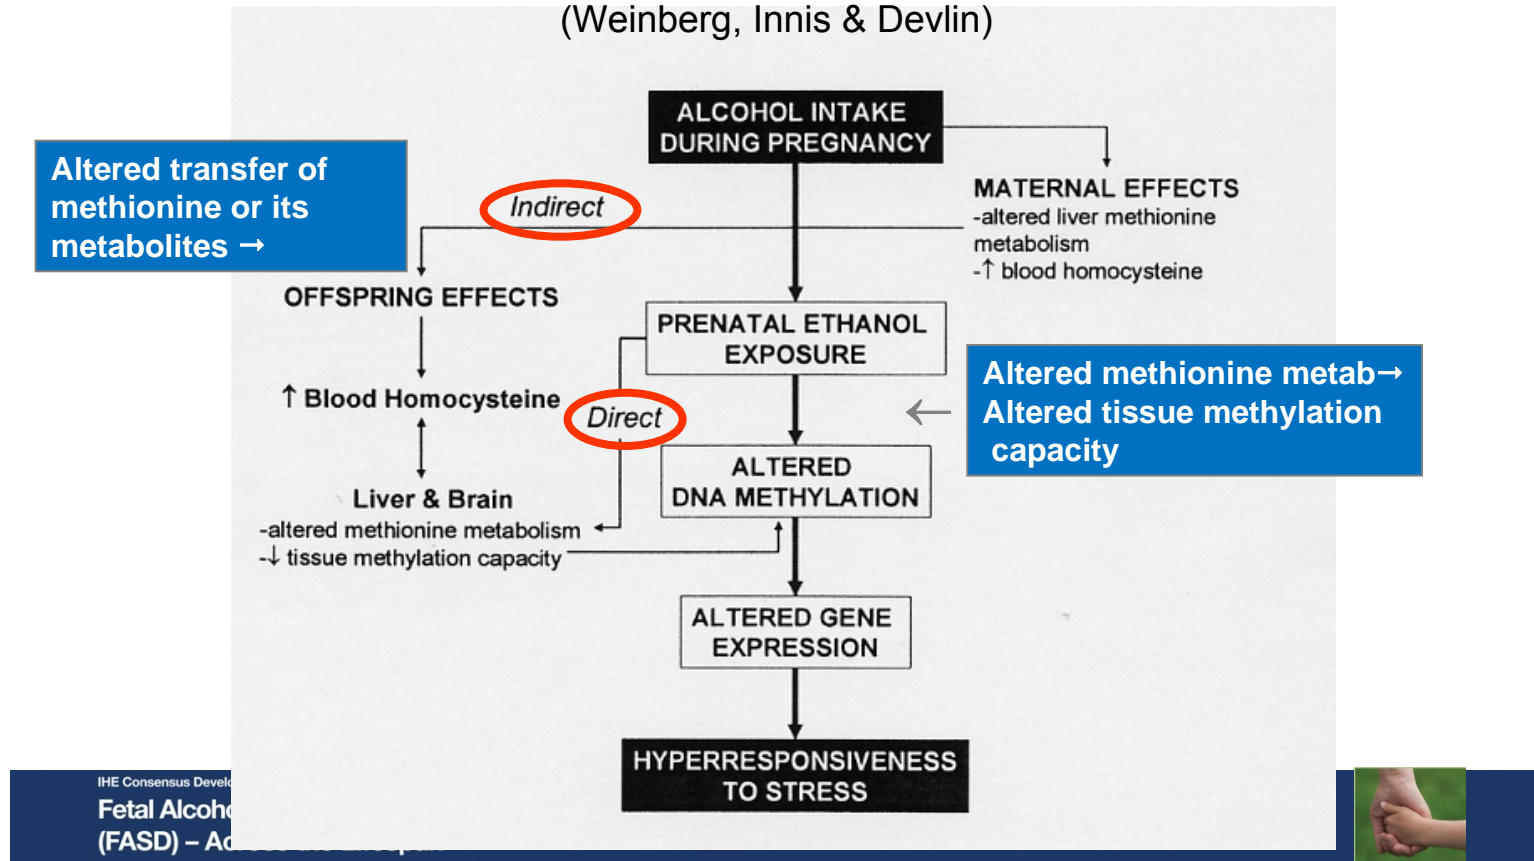 (Weinberg, Innis & Devlin)
ALCOHOL INTAKE
DURING PREGNANCY
Altered transfer of
methionine or its
metabolites →
Indirect
MATERNAL EFFECTS
-altered liver methionine
metabolism
-↑ blood homocysteine
OFFSPRING EFFECTS
PRENATAL ETHANOL
EXPOSURE
Altered methionine metab→
Altered tissue methylation
capacity
↑ Blood Homocysteine
Direct
←
ALTERED
DNA METHYLATION
Liver & Brain
-altered methionine metabolism
-↓ tissue methylation capacity
ALTERED GENE
EXPRESSION
HYPERRESPONSIVENESS
TO STRESS
IHE Consensus
Fetal
(FASD) –